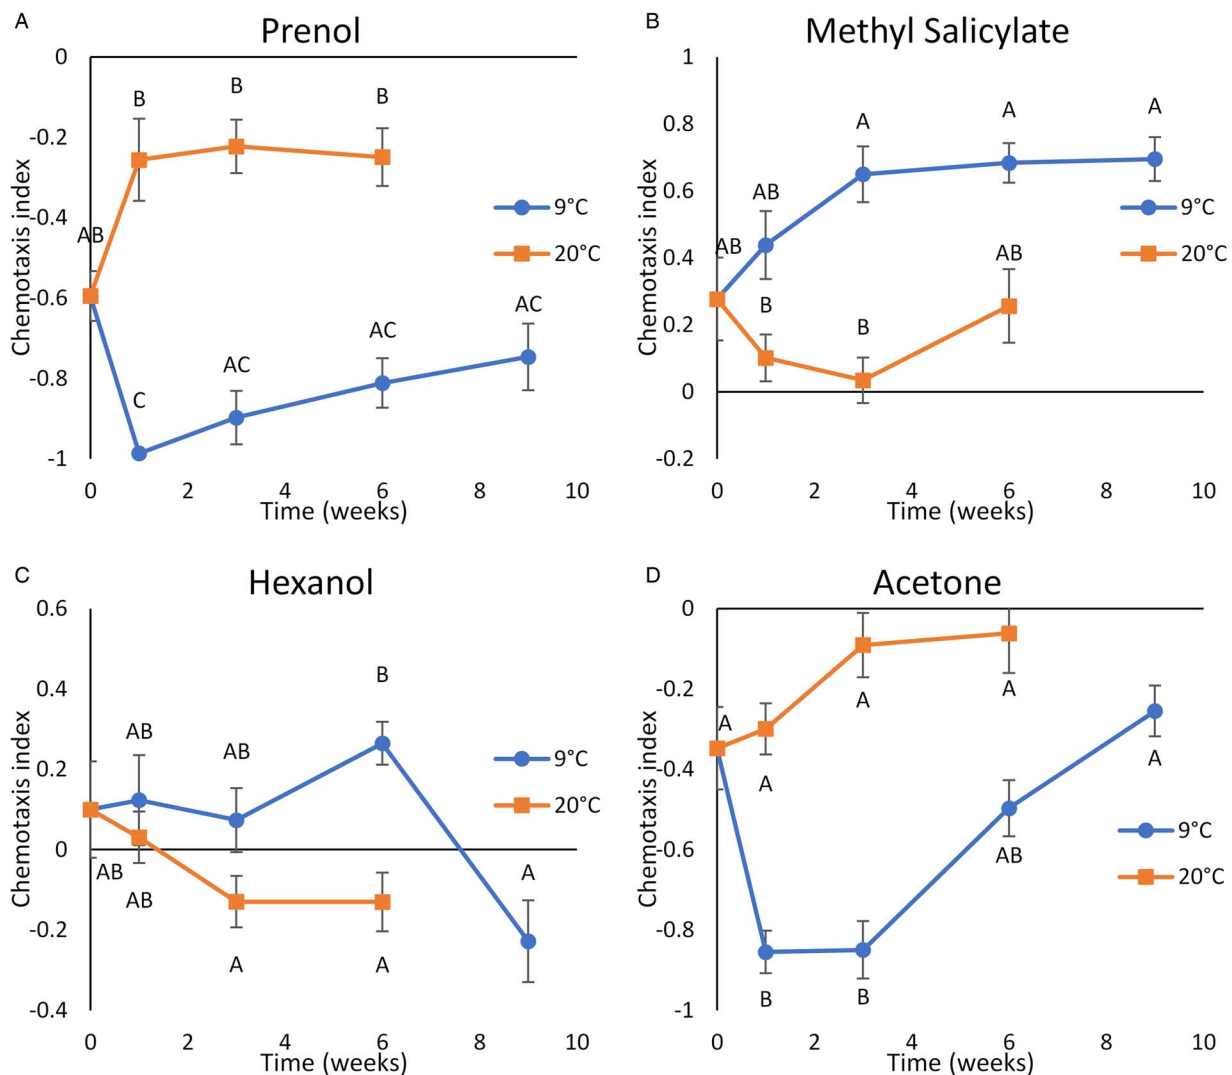 A
Prenol
0
-0.2
-0.4
-0.6
-0.8
-1
Chemotaxis index
AB
B
B
B
C
AC
AC
AC
9°C
20°C
0
2
4
6
8
10
Time (weeks)
B
Methyl Salicylate
1
0.8
0.6
0.4
0.2
0
-0.2
Chemotaxis index
AB
AB
A
A
A
B
B
AB
9°C
20°C
0
2
4
6
8
10
Time (weeks)
C
Hexanol
0.6
0.4
0.2
0
-0.2
-0.4
Chemotaxis index
AB
AB
B
A
AB
AB
A
A
9°C
20°C
0
2
4
6
8
10
Time (weeks)
D
Acetone
0
-0.2
-0.4
-0.6
-0.8
-1
Chemotaxis index
A
A
A
A
B
B
AB
A
9°C
20°C
0
2
4
6
8
10
Time (weeks)